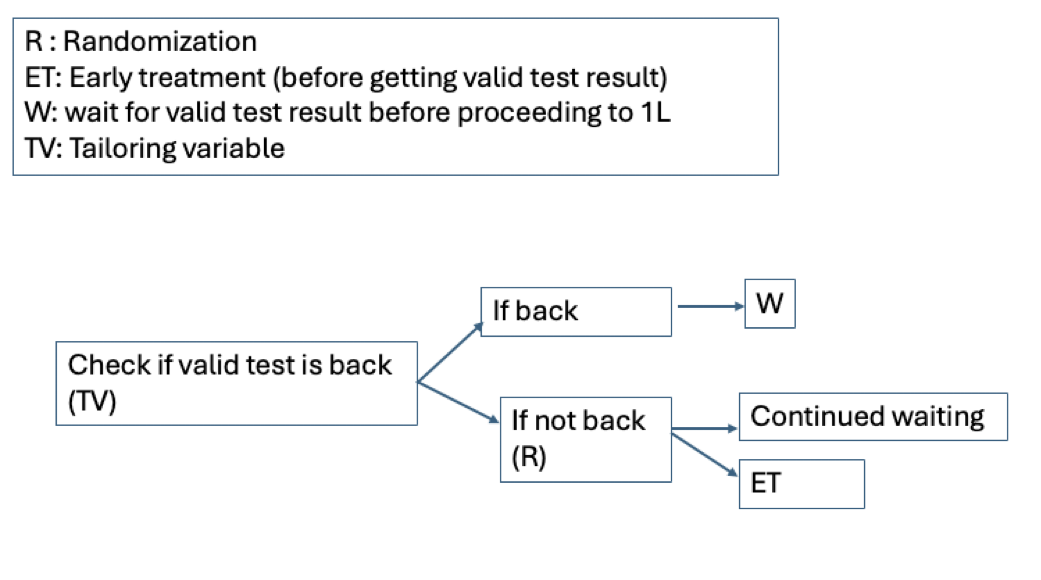 R : Randomization
ET: Early treatment (before getting valid test result)
W: wait for valid test result before proceeding to 1L
TV: Tailoring variable
If back
W
Check if valid test is back
(TV)
If not back
(R)
Continued waiting
ET